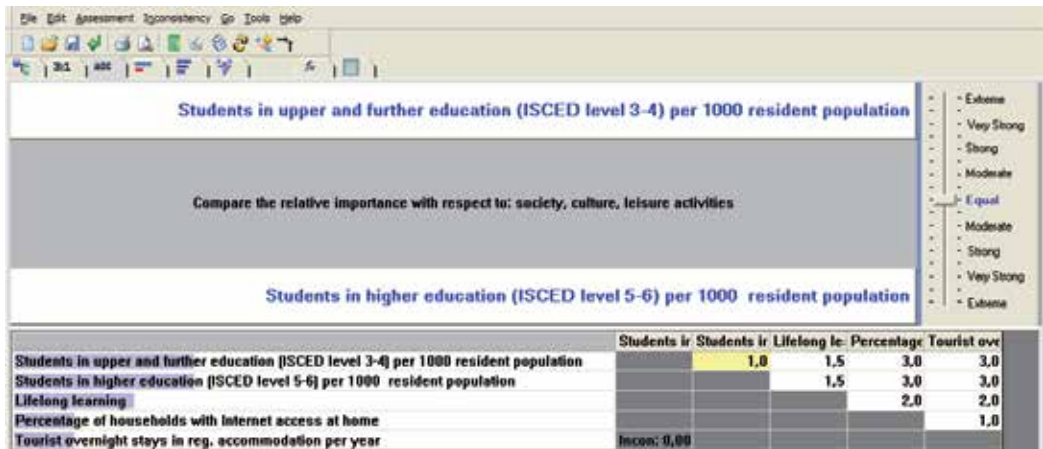 File Edit Assessment Inconsistency Go Tools Help
3:1 abc
Students in upper and further education (ISCED level 3-4) per 1000 resident population
Extreme
Very Strong
Strong
Moderate
Compare the relative importance with respect to: society, culture, leisure activities
Equal
Moderate
Strong
Very Strong
Students in higher education (ISCED level 5-6) per 1000 resident population
Extreme
Students ir Students ir Lifelong le Percentage Tourist ove
Students in upper and further education (ISCED level 3-4) per 1000 resident population 1,0 1,5 3,0 3,0
Students in higher education (ISCED level 5-6) per 1000 resident population 1,5 3,0 3,0
Lifelong learning 2,0 2,0
Percentage of households with Internet access at home 1,0
Tourist overnight stays in reg. accommodation per year Incon: 0,00